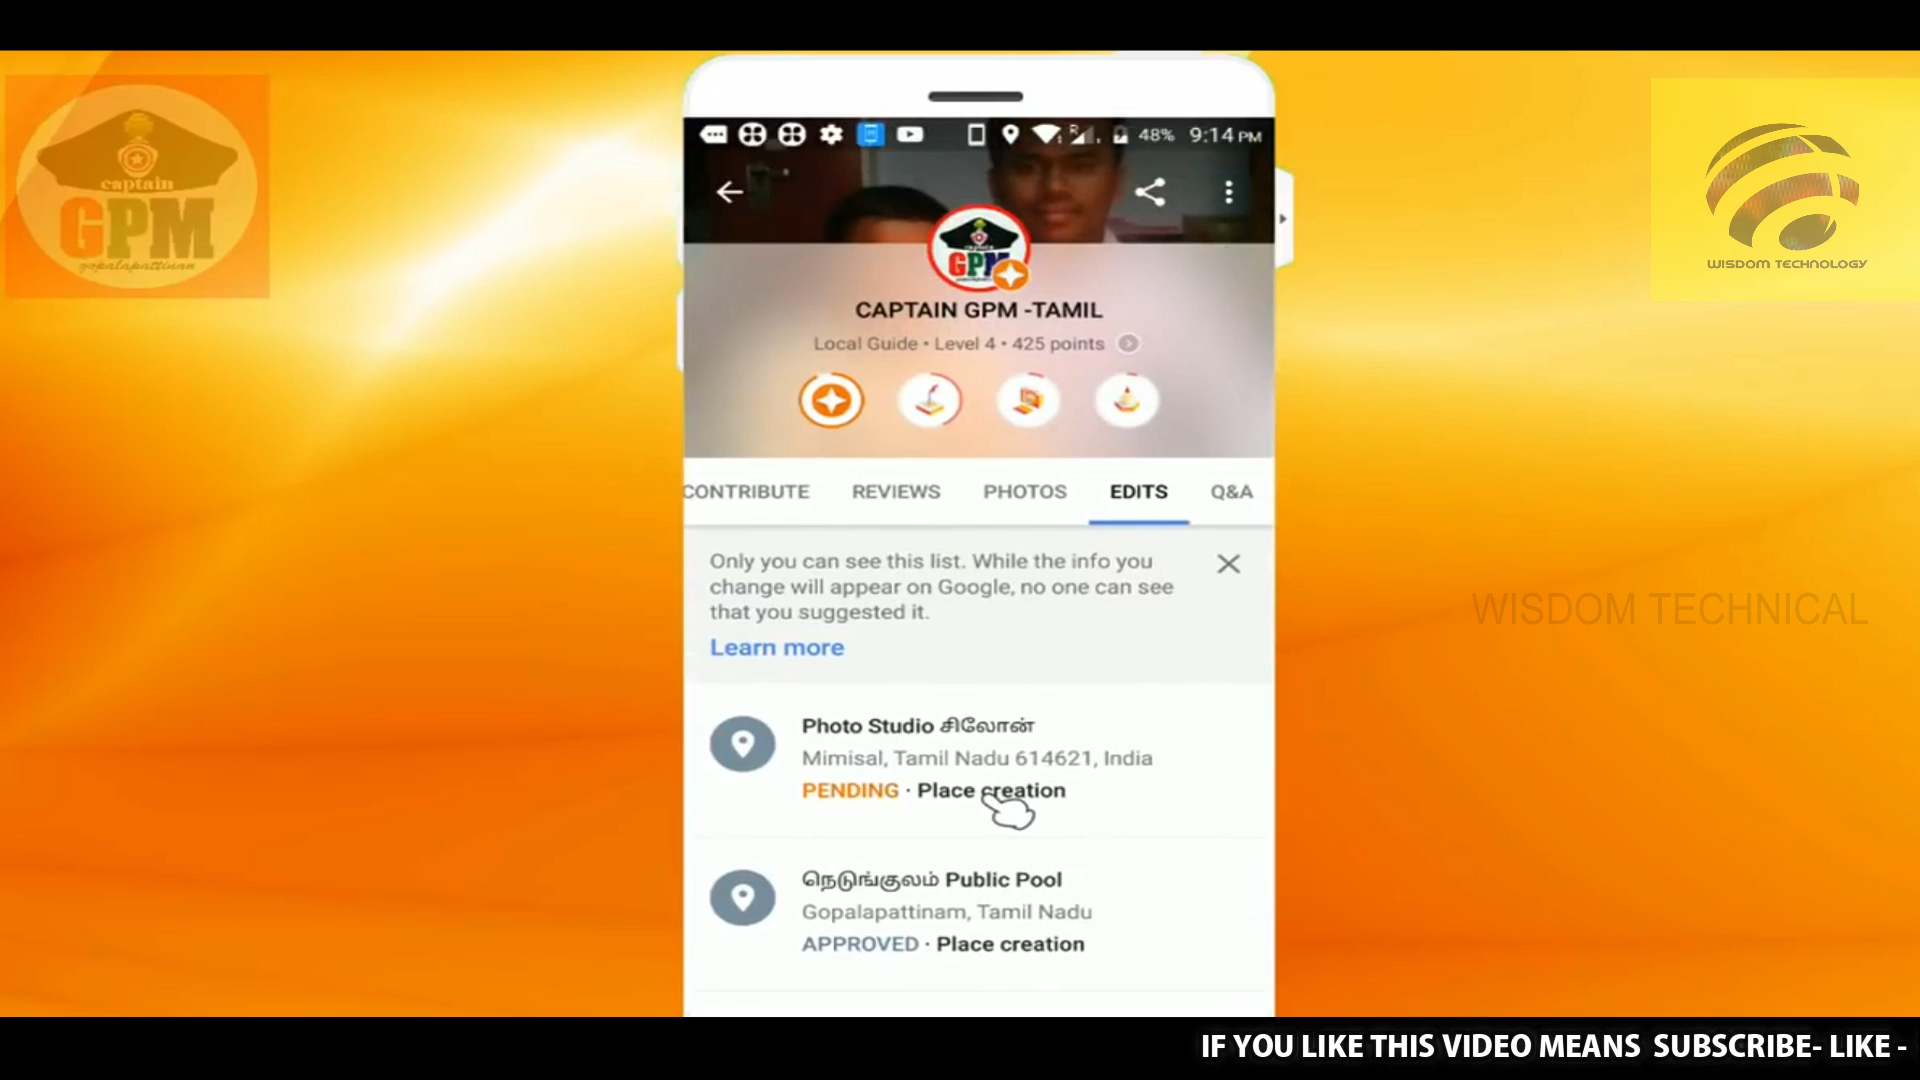 captain
GPM
gopalapattinam
48% 9:14 PM
captain
GPM
WISDOM TECHNOLOGY
CAPTAIN GPM -TAMIL
Local Guide • Level 4 • 425 points
CONTRIBUTE REVIEWS PHOTOS EDITS Q&A
Only you can see this list. While the info you
change will appear on Google, no one can see
that you suggested it.
Learn more
WISDOM TECHNICAL
Photo Studio சிலோன்
Mimisal, Tamil Nadu 614621, India
PENDING · Place creation
நெடுங்குலம் Public Pool
Gopalapattinam, Tamil Nadu
APPROVED · Place creation
IF YOU LIKE THIS VIDEO MEANS SUBSCRIBE- LIKE -